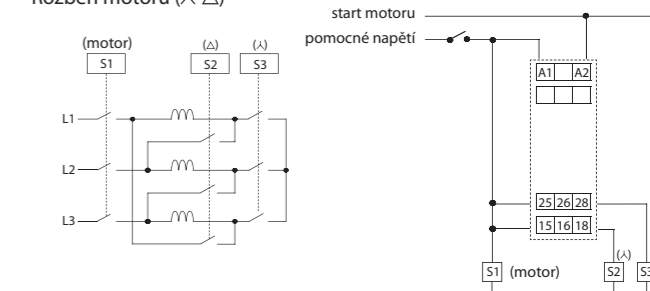 Rozběh motoru (⅄-△)
(motor)
S1
(△)
S2
(⅄)
S3
L1
L2
L3
start motoru
pomocné napětí
A1 A2
25 26 28
15 16 18
S1 (motor)
(⅄)
S2
S3